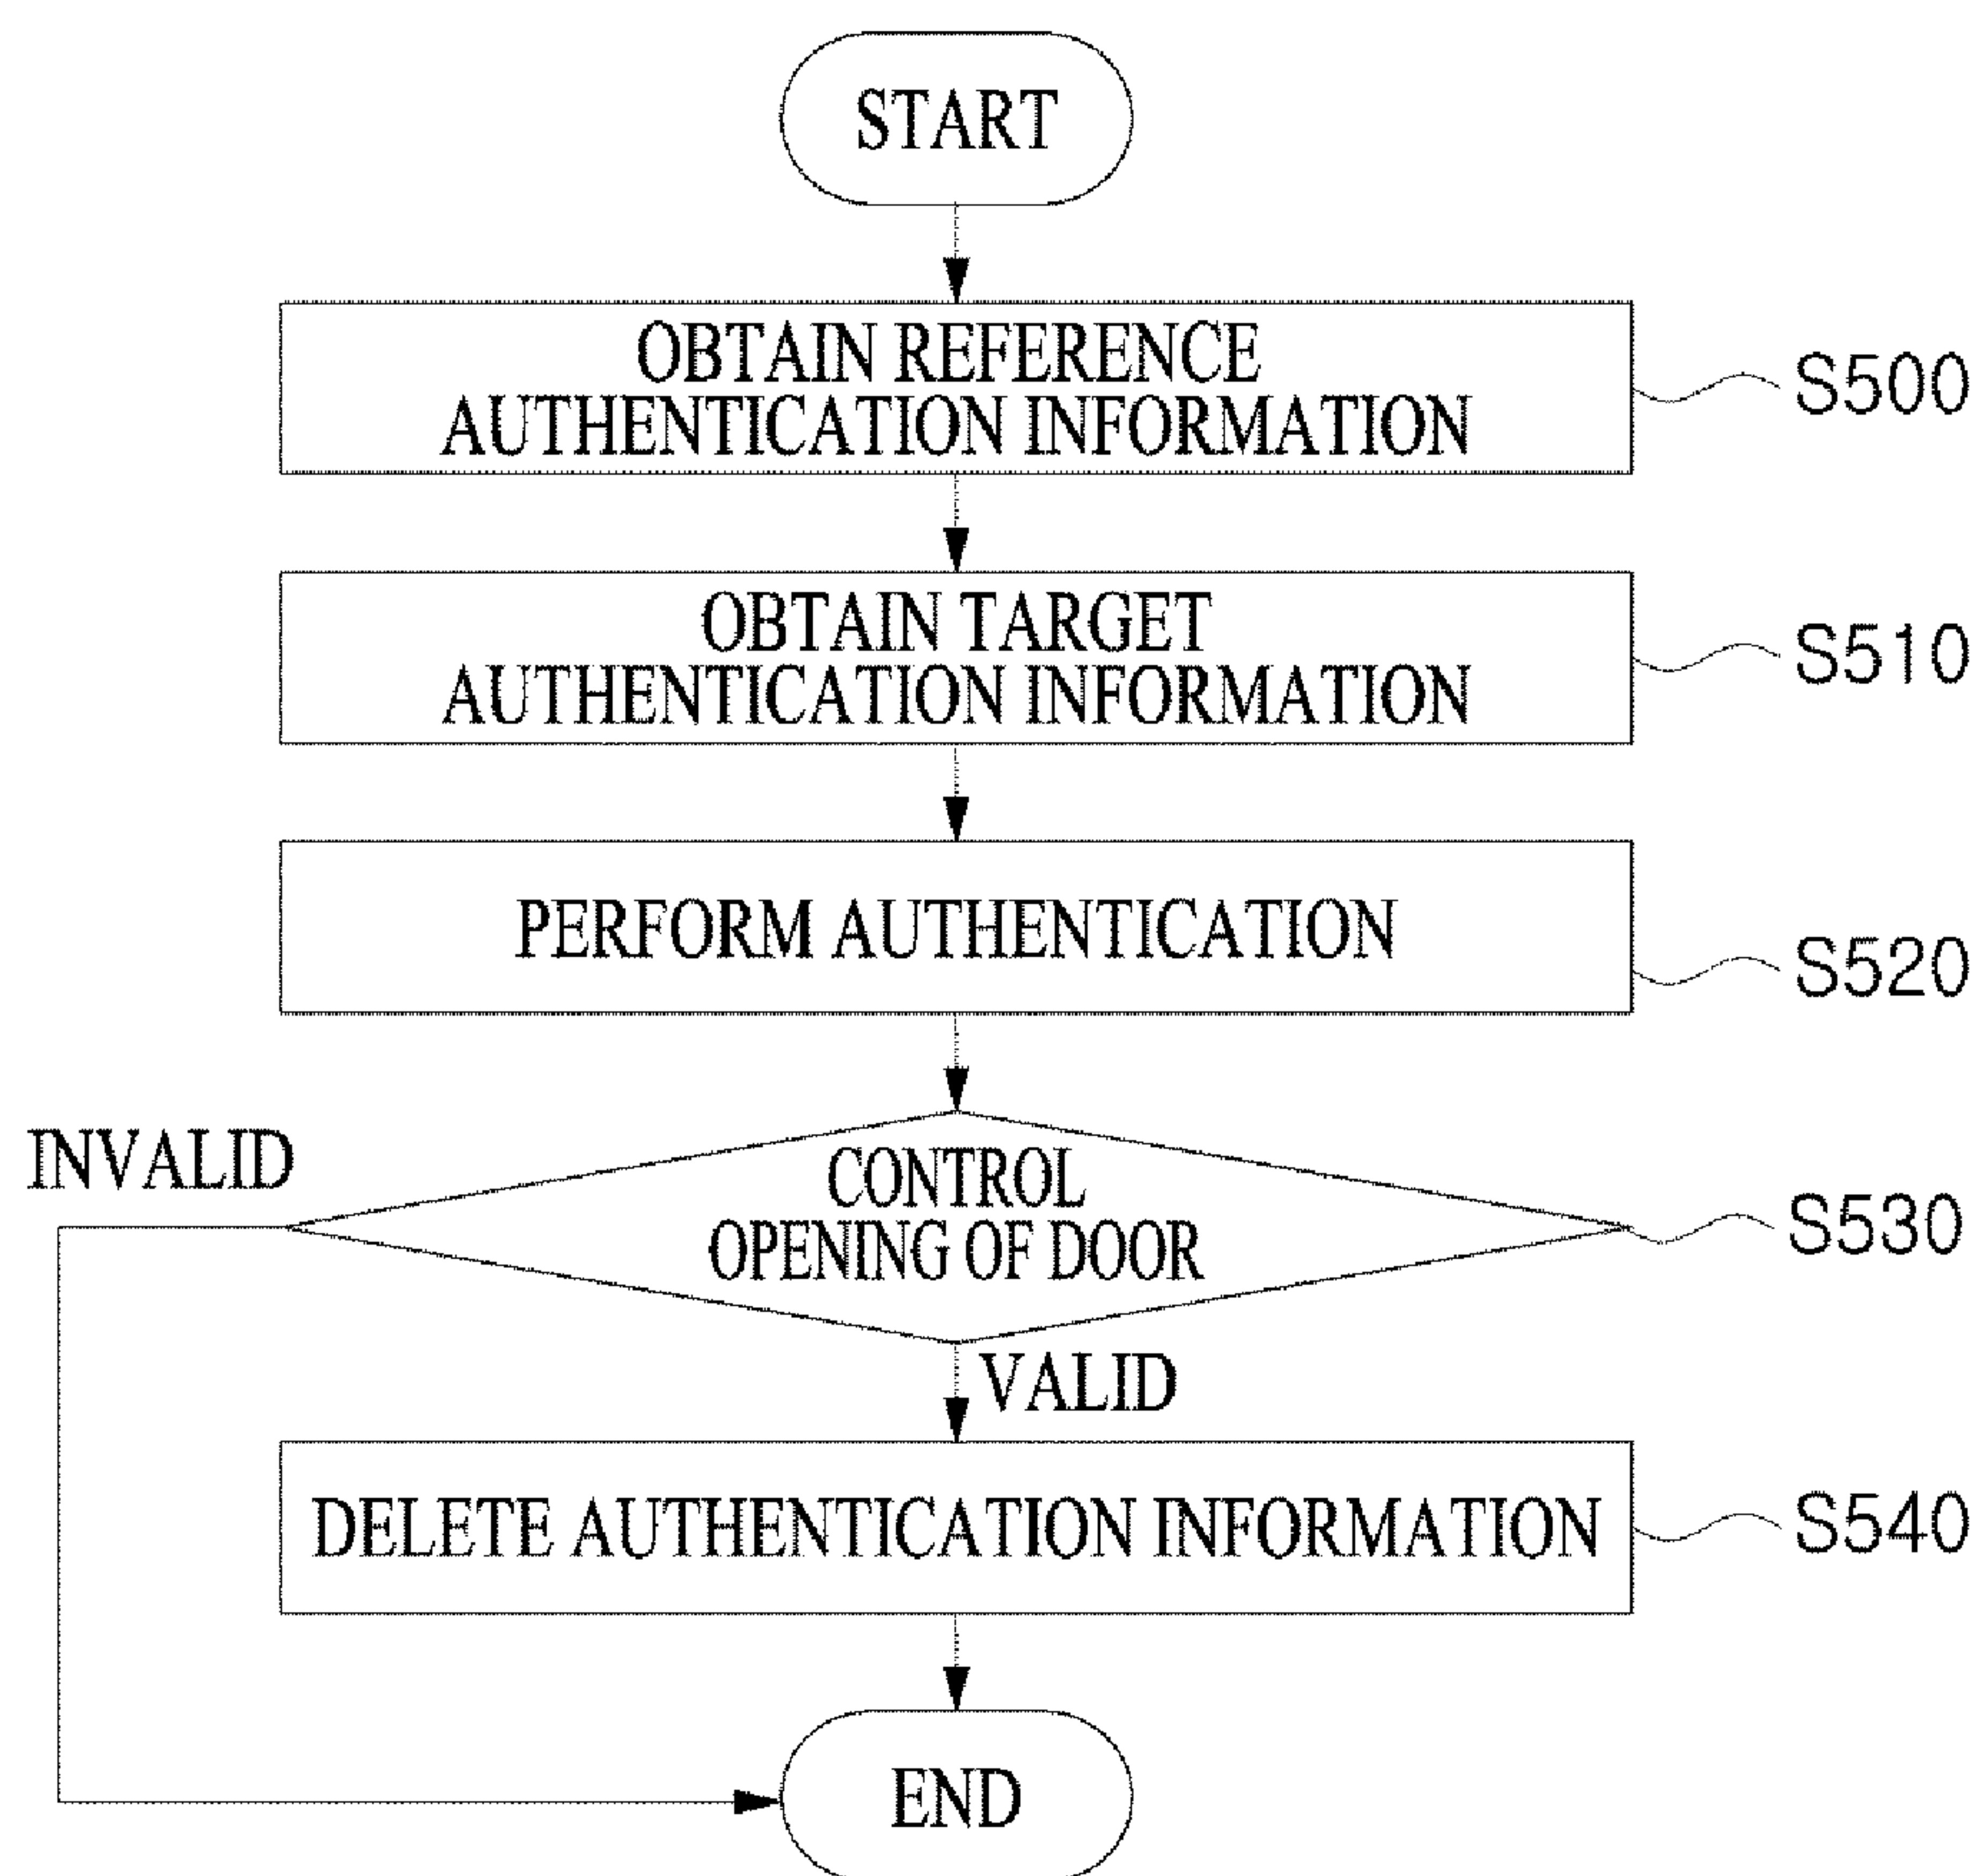 START
OBTAIN REFERENCE
AUTHENTICATION INFORMATION
S500
OBTAIN TARGET
AUTHENTICATION INFORMATION
S510
PERFORM AUTHENTICATION
S520
INVALID
CONTROL
OPENING OF DOOR
S530
VALID
DELETE AUTHENTICATION INFORMATION
S540
END